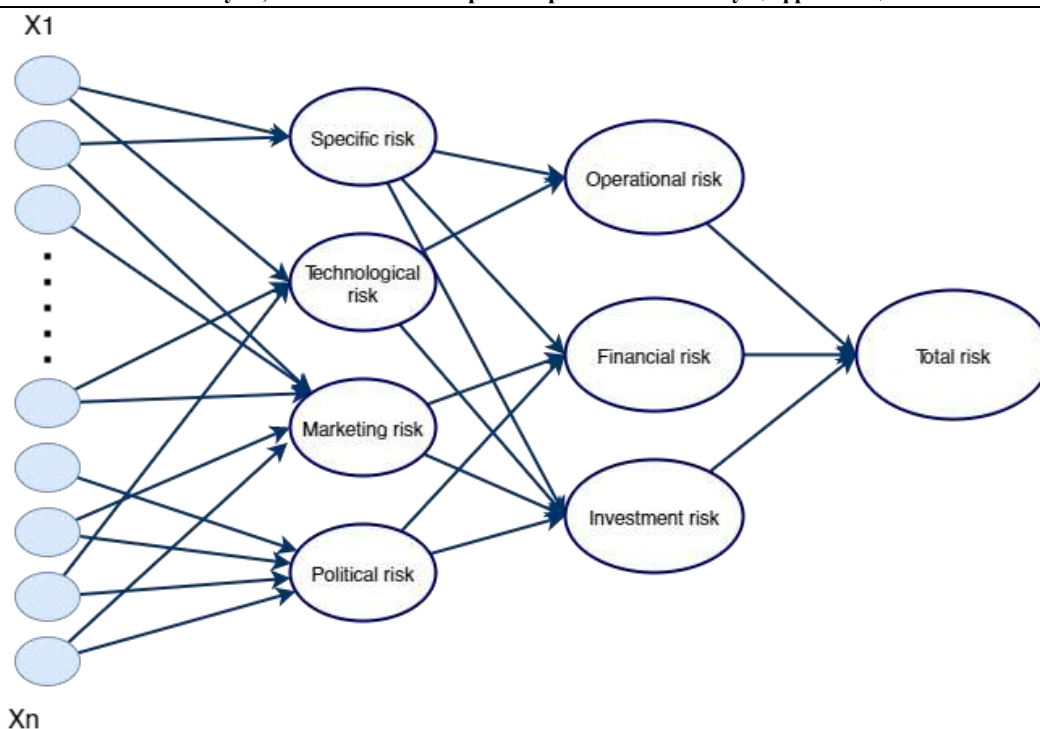 X1
Specific risk
Operational risk
Technological
risk
Financial risk
Total risk
Marketing risk
Investment risk
Political risk
Xn